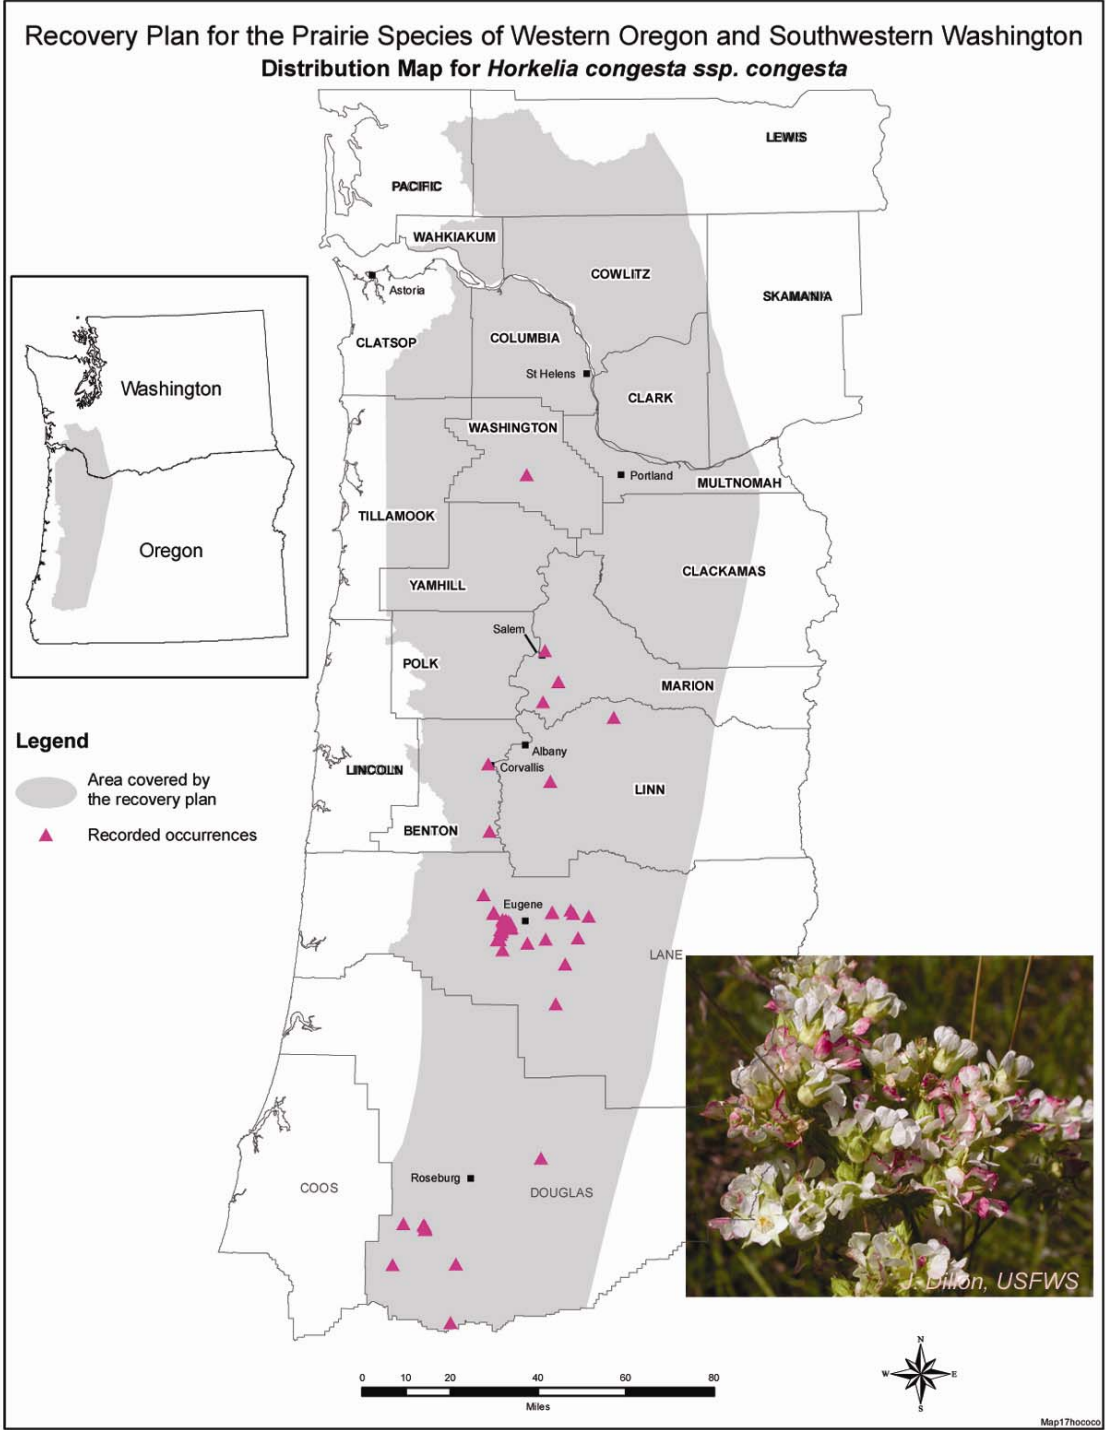 Recovery Plan for the Prairie Species of Western Oregon and Southwestern Washington
Distribution Map for Horkelia congesta ssp. congesta
LEWIS
PACIFIC
WAHKIAKUM
COWLITZ
SKAMANIA
Astoria
CLATSOP
COLUMBIA
St Helens
CLARK
WASHINGTON
Portland
MULTNOMAH
TILLAMOOK
CLACKAMAS
YAMHILL
Salem
POLK
MARION
Albany
Corvallis
LINCOLN
LINN
BENTON
Eugene
LANE
Roseburg
COOS
DOUGLAS
Washington
Oregon
Legend
Area covered by
the recovery plan
Recorded occurrences
J. Dillon, USFWS
0 10 20 40 60 80
Miles
N
W E
S
Map17hococo